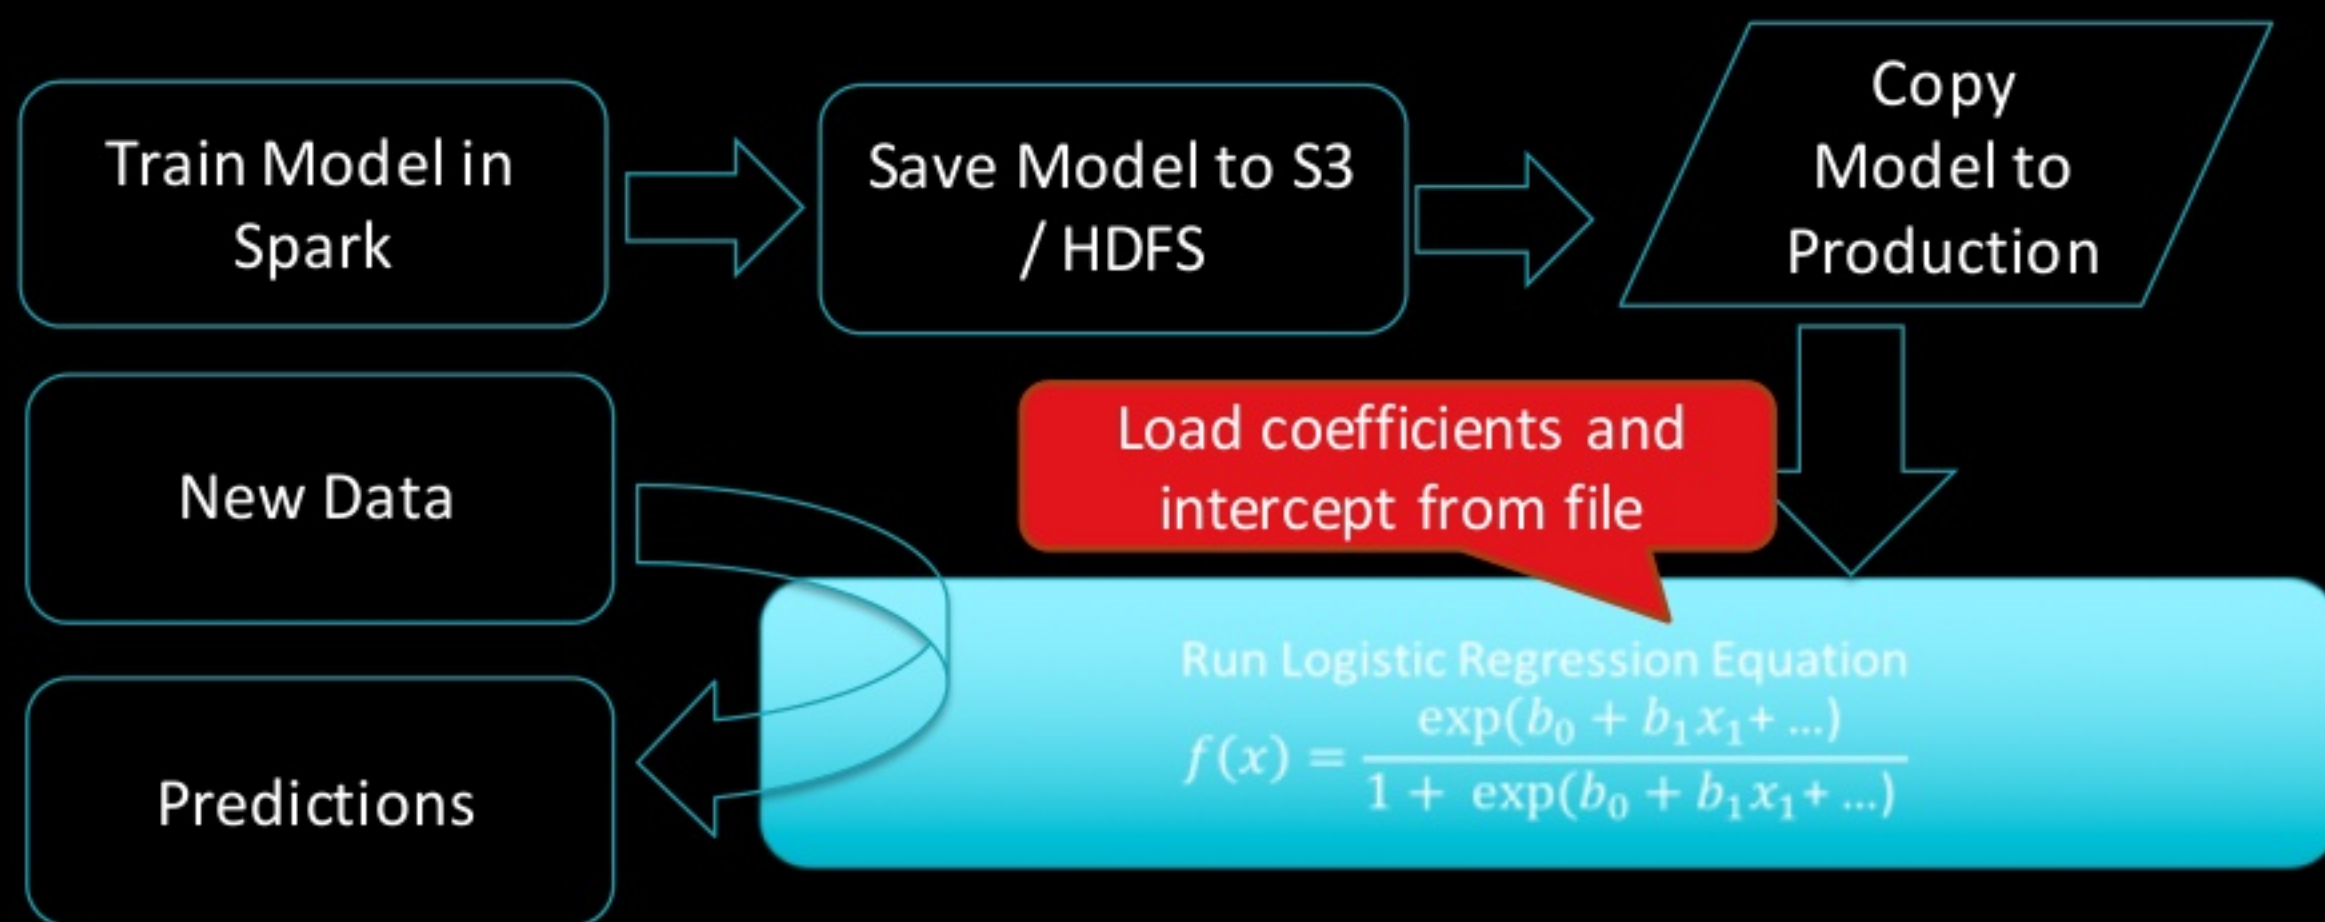 Train Model in
Spark
Save Model to S3
/ HDFS
Copy
Model to
Production
New Data
Load coefficients and
intercept from file
Run Logistic Regression Equation
exp(b₀ + b₁x₁+ ...)
f(x) =
1 + exp(b₀ + b₁x₁+ ...)
Predictions